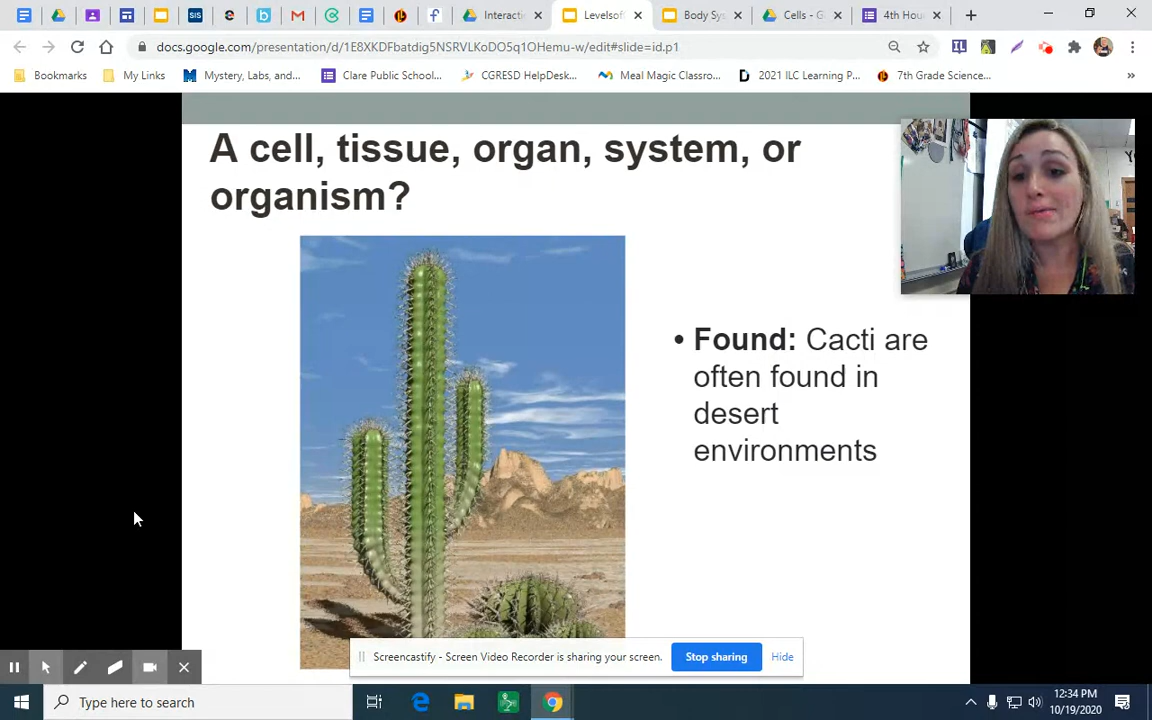 Interacti
Levelsof
Body Sy
Cells - G
4th Hou
docs.google.com/presentation/d/1E8XKDFbatdig5NSRVLKoDO5q1OHemu-w/edit#slide=id.p1
Bookmarks My Links Mystery, Labs, and... Clare Public School... CGRESD HelpDesk... Meal Magic Classro... 2021 ILC Learning P... 7th Grade Science... »
A cell, tissue, organ, system, or
organism?
• Found: Cacti are
often found in
desert
environments
Screencastify - Screen Video Recorder is sharing your screen. Stop sharing Hide
Type here to search
12:34 PM
10/19/2020